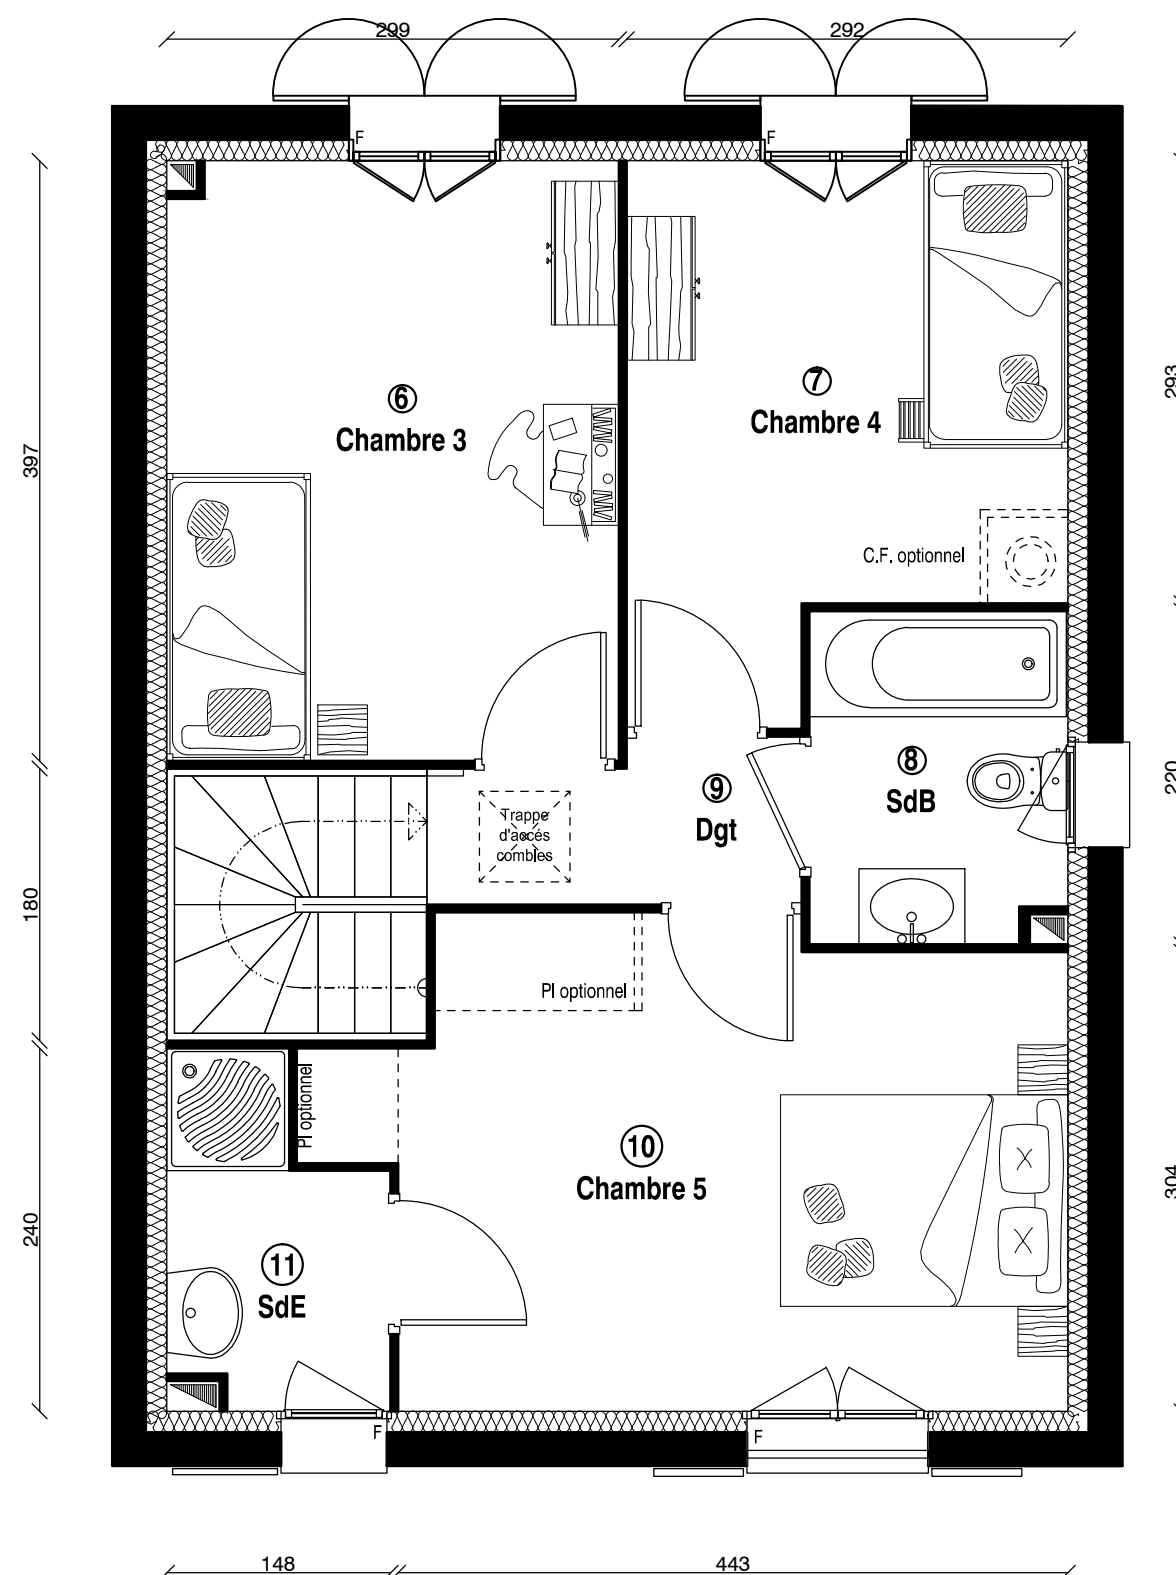 299
292
F
F
⑥
Chambre 3
⑦
Chambre 4
293
397
C.F. optionnel
⑧
SdB
⑨
Dgt
220
Trappe
d'accés
combles
180
Pl optionnel
Pl optionnel
⑩
Chambre 5
304
240
⑪
SdE
F
F
148
443